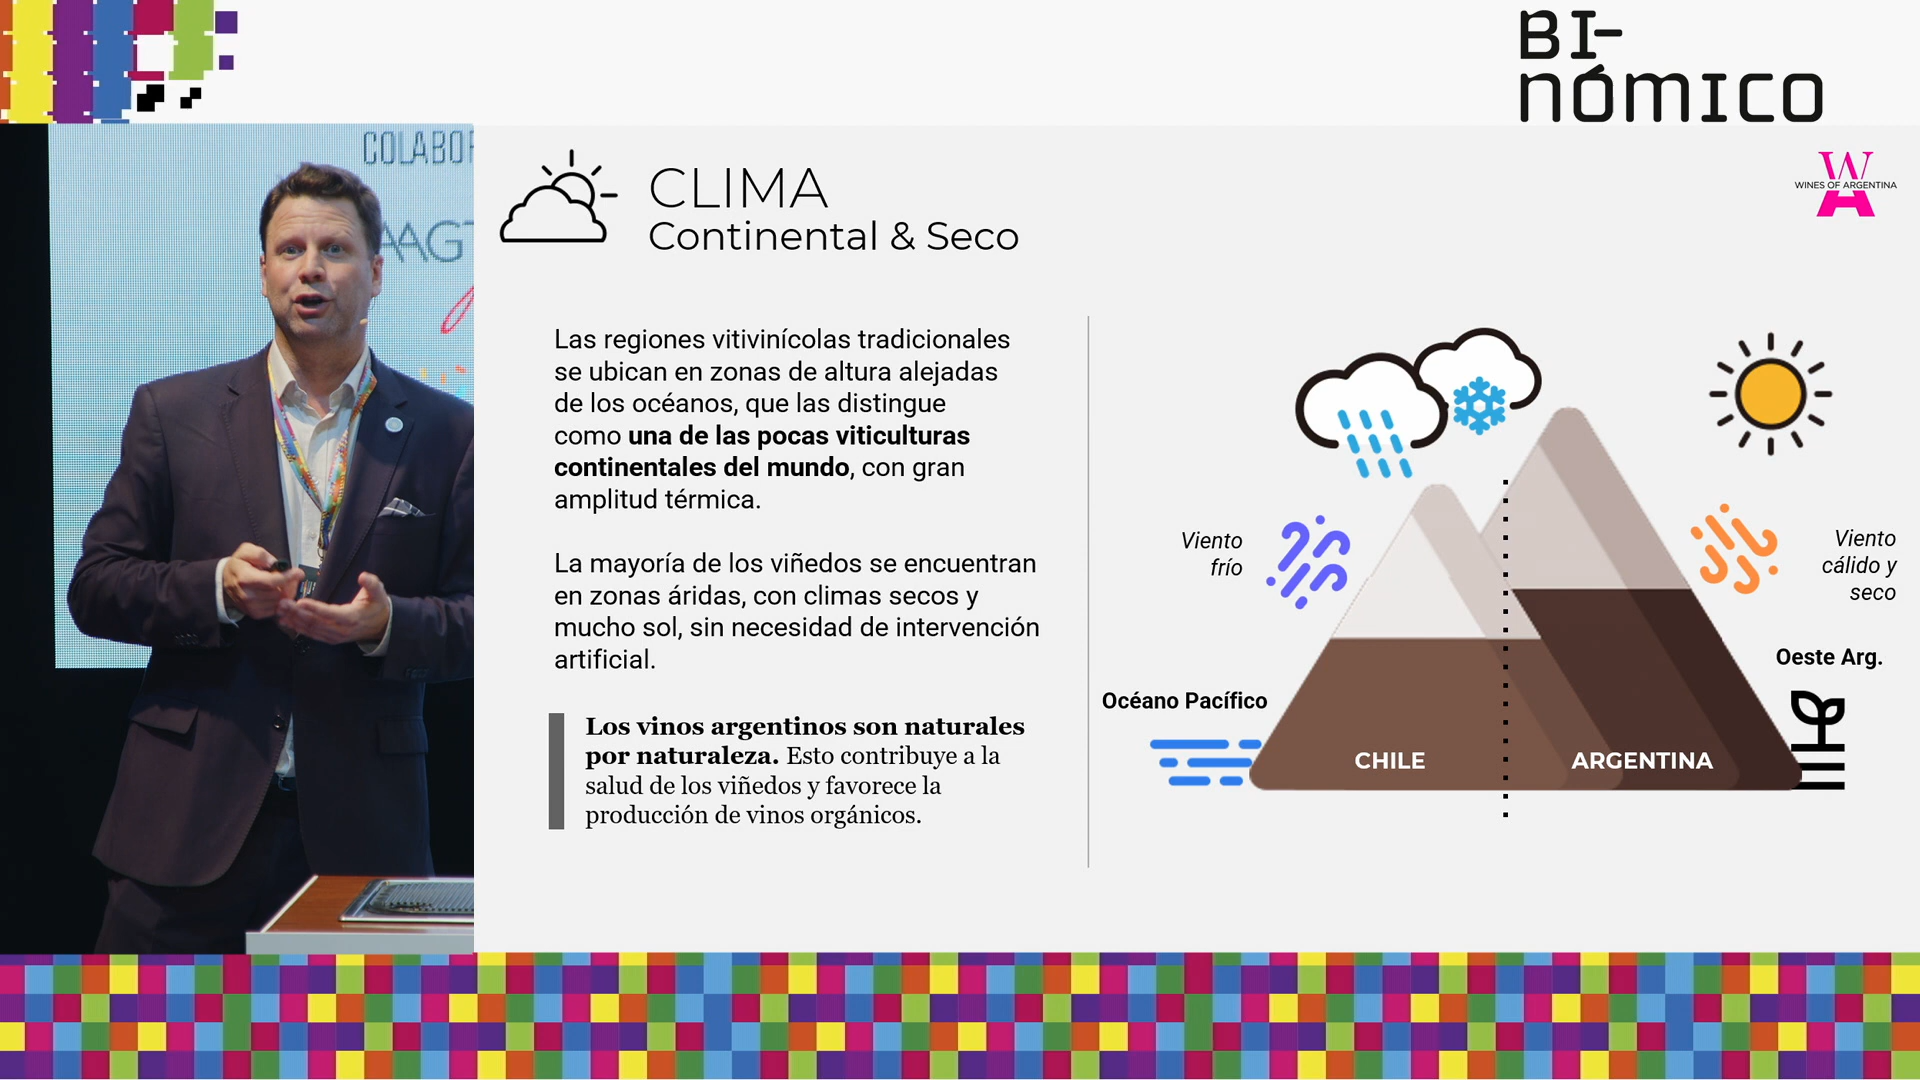 BI-
NÓMICO
COLABOR
AAGT
CLIMA
Continental & Seco
WINES OF ARGENTINA
Las regiones vitivinícolas tradicionales
se ubican en zonas de altura alejadas
de los océanos, que las distingue
como una de las pocas viticulturas
continentales del mundo, con gran
amplitud térmica.
La mayoría de los viñedos se encuentran
en zonas áridas, con climas secos y
mucho sol, sin necesidad de intervención
artificial.
Los vinos argentinos son naturales
por naturaleza. Esto contribuye a la
salud de los viñedos y favorece la
producción de vinos orgánicos.
Viento
frío
Viento
cálido y
seco
Océano Pacífico
Oeste Arg.
CHILE
ARGENTINA